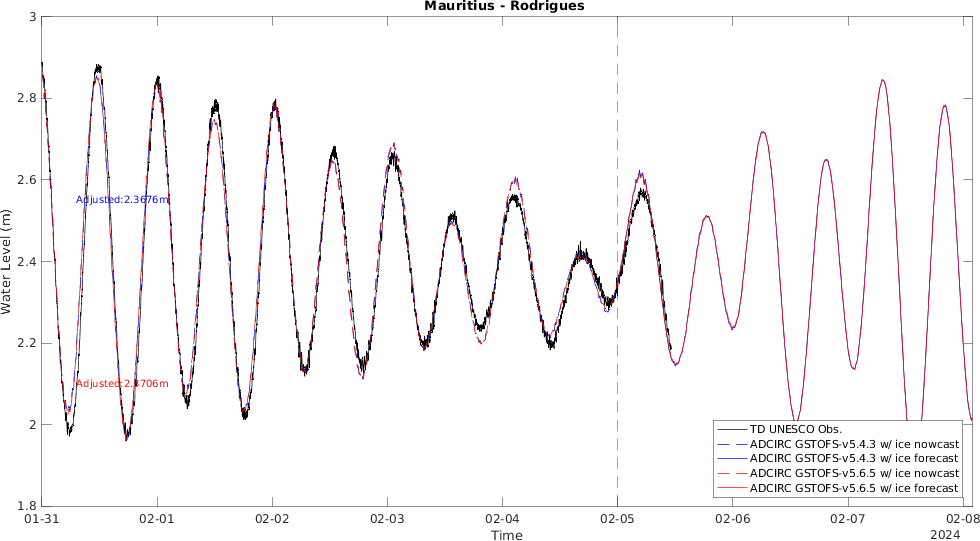 Mauritius - Rodrigues
3
2.8
2.6
2.4
2.2
2
1.8
Water Level (m)
Adjusted:2.3676m
Adjusted:2.3706m
TD UNESCO Obs.
ADCIRC GSTOFS-v5.4.3 w/ ice nowcast
ADCIRC GSTOFS-v5.4.3 w/ ice forecast
ADCIRC GSTOFS-v5.6.5 w/ ice nowcast
ADCIRC GSTOFS-v5.6.5 w/ ice forecast
01-31 02-01 02-02 02-03 02-04 02-05 02-06 02-07 02-08
Time
2024